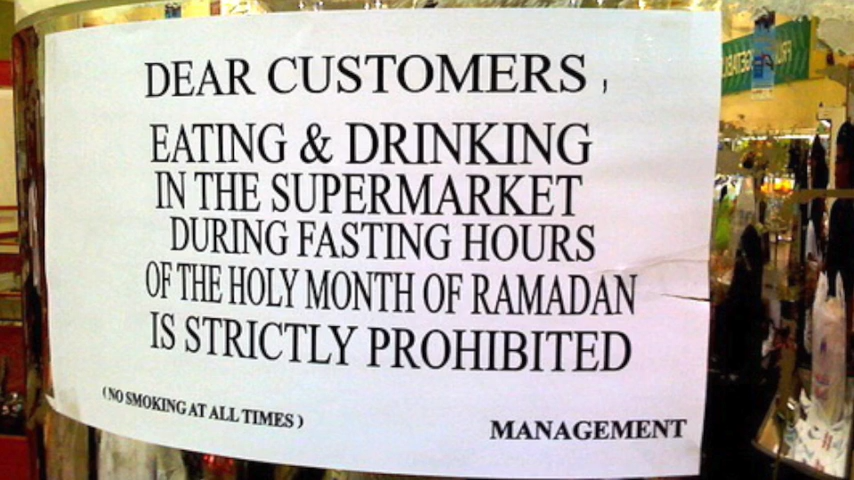 DEAR CUSTOMERS,
EATING & DRINKING
IN THE SUPERMARKET
DURING FASTING HOURS
OF THE HOLY MONTH OF RAMADAN
IS STRICTLY PROHIBITED
(NO SMOKING AT ALL TIMES)
MANAGEMENT